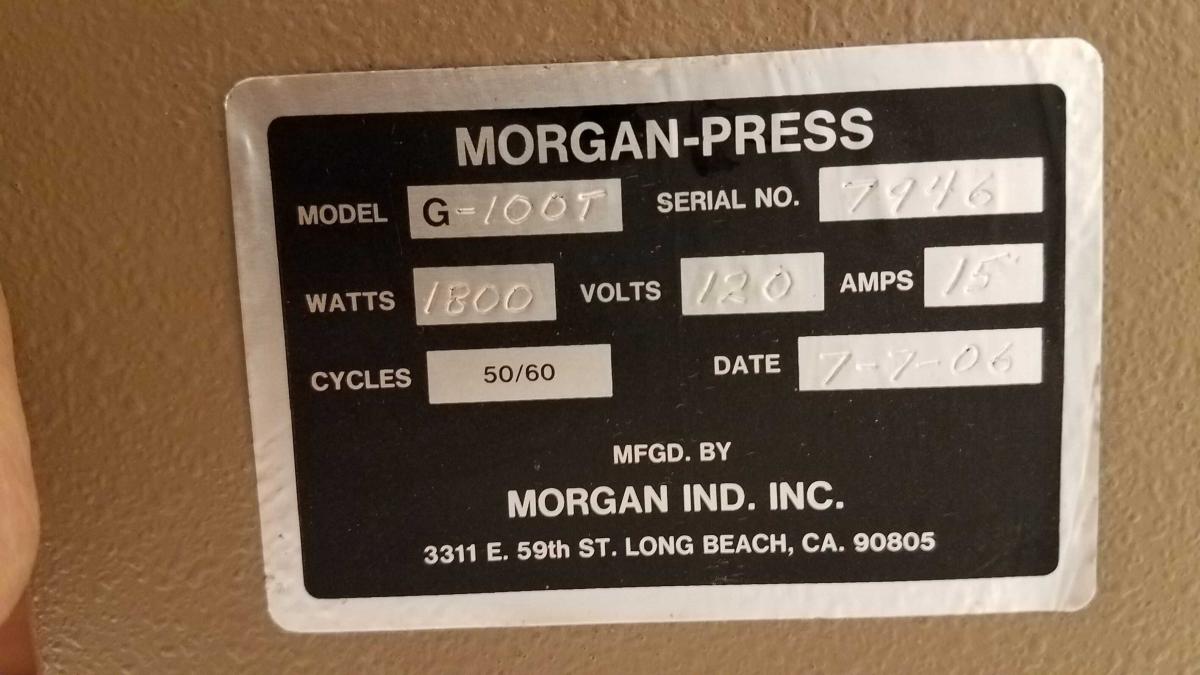 MORGAN-PRESS
MODEL G-100T SERIAL NO. 7946
WATTS 1800 VOLTS 120 AMPS 15
CYCLES 50/60 DATE 7-7-06
MFGD. BY
MORGAN IND. INC.
3311 E. 59th ST. LONG BEACH, CA. 90805